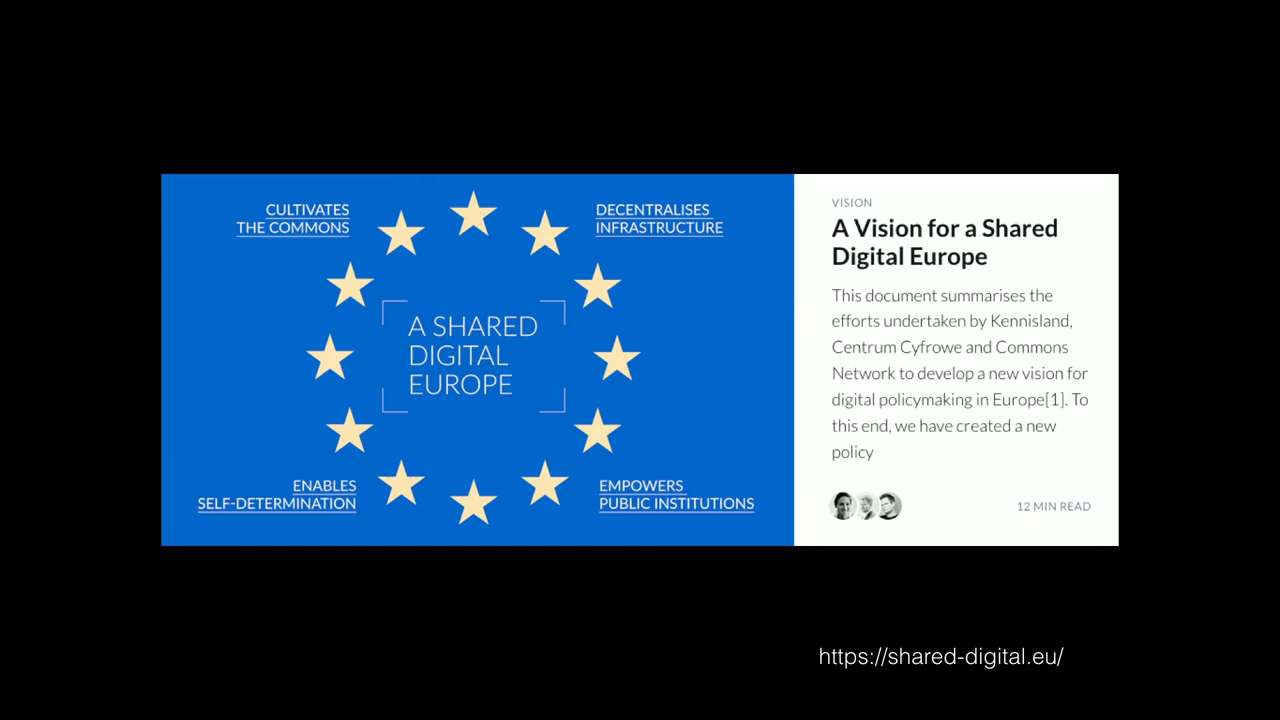 CULTIVATES
THE COMMONS
DECENTRALISES
INFRASTRUCTURE
A SHARED
DIGITAL
EUROPE
ENABLES
SELF-DETERMINATION
EMPOWERS
PUBLIC INSTITUTIONS
VISION
A Vision for a Shared
Digital Europe
This document summarises the
efforts undertaken by Kennisland,
Centrum Cyfrowe and Commons
Network to develop a new vision for
digital policymaking in Europe[1]. To
this end, we have created a new
policy
12 MIN READ
https://shared-digital.eu/